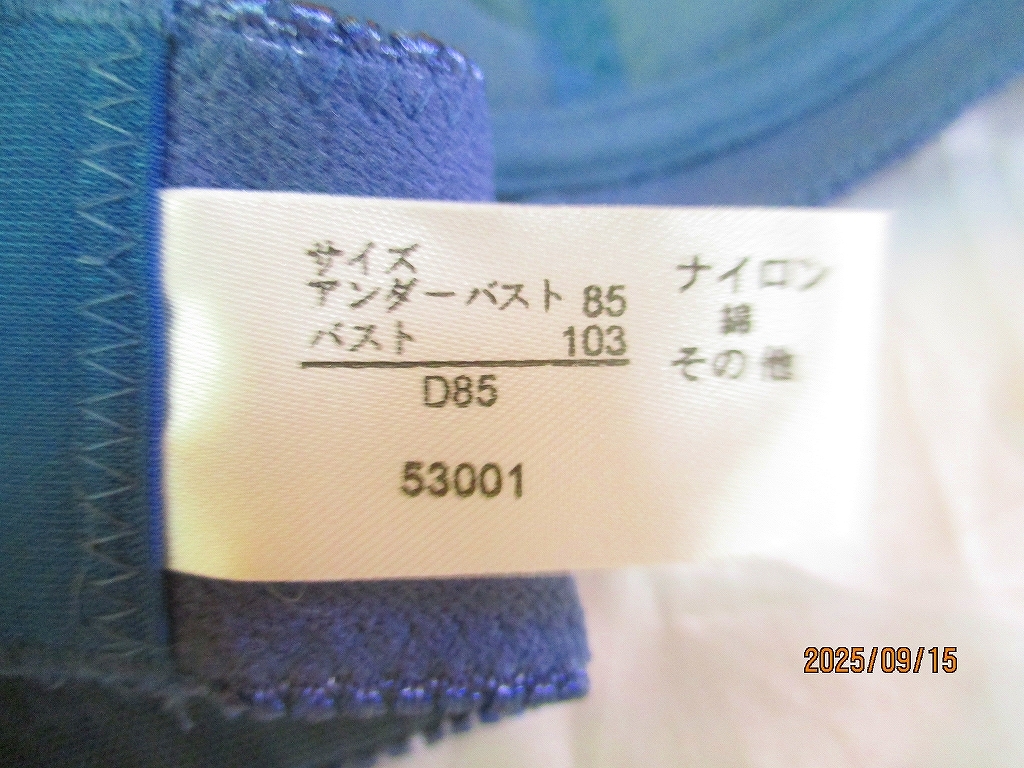 サイズ
アンダーバスト 85
バスト 103
D85
53001
ナイロン
綿
その他
2025/09/15